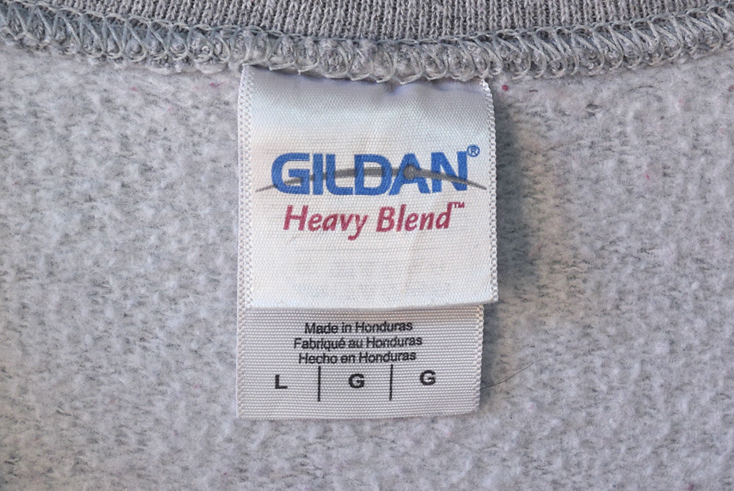 GILDAN®
Heavy Blend™
Made in Honduras
Fabriqué au Honduras
Hecho en Honduras
L | G | G